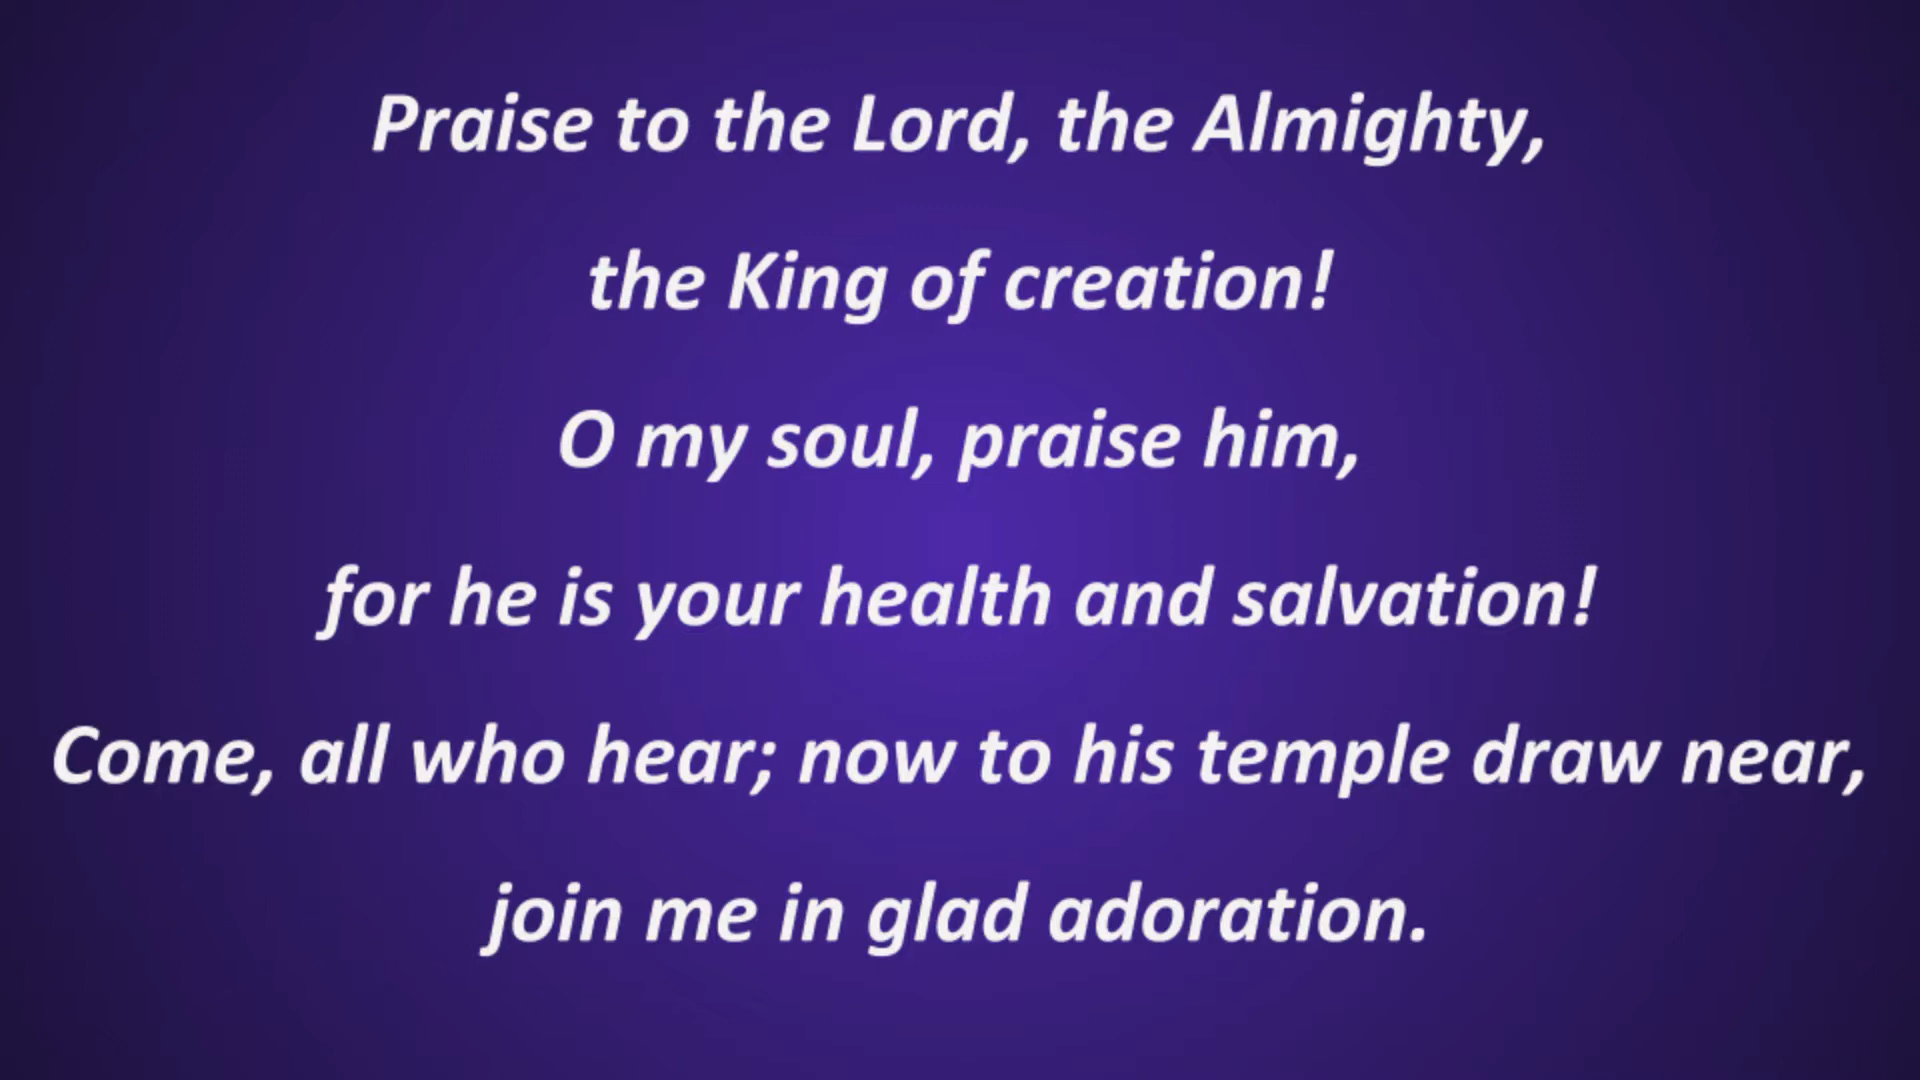 Praise to the Lord, the Almighty,
the King of creation!
O my soul, praise him,
for he is your health and salvation!
Come, all who hear; now to his temple draw near,
join me in glad adoration.